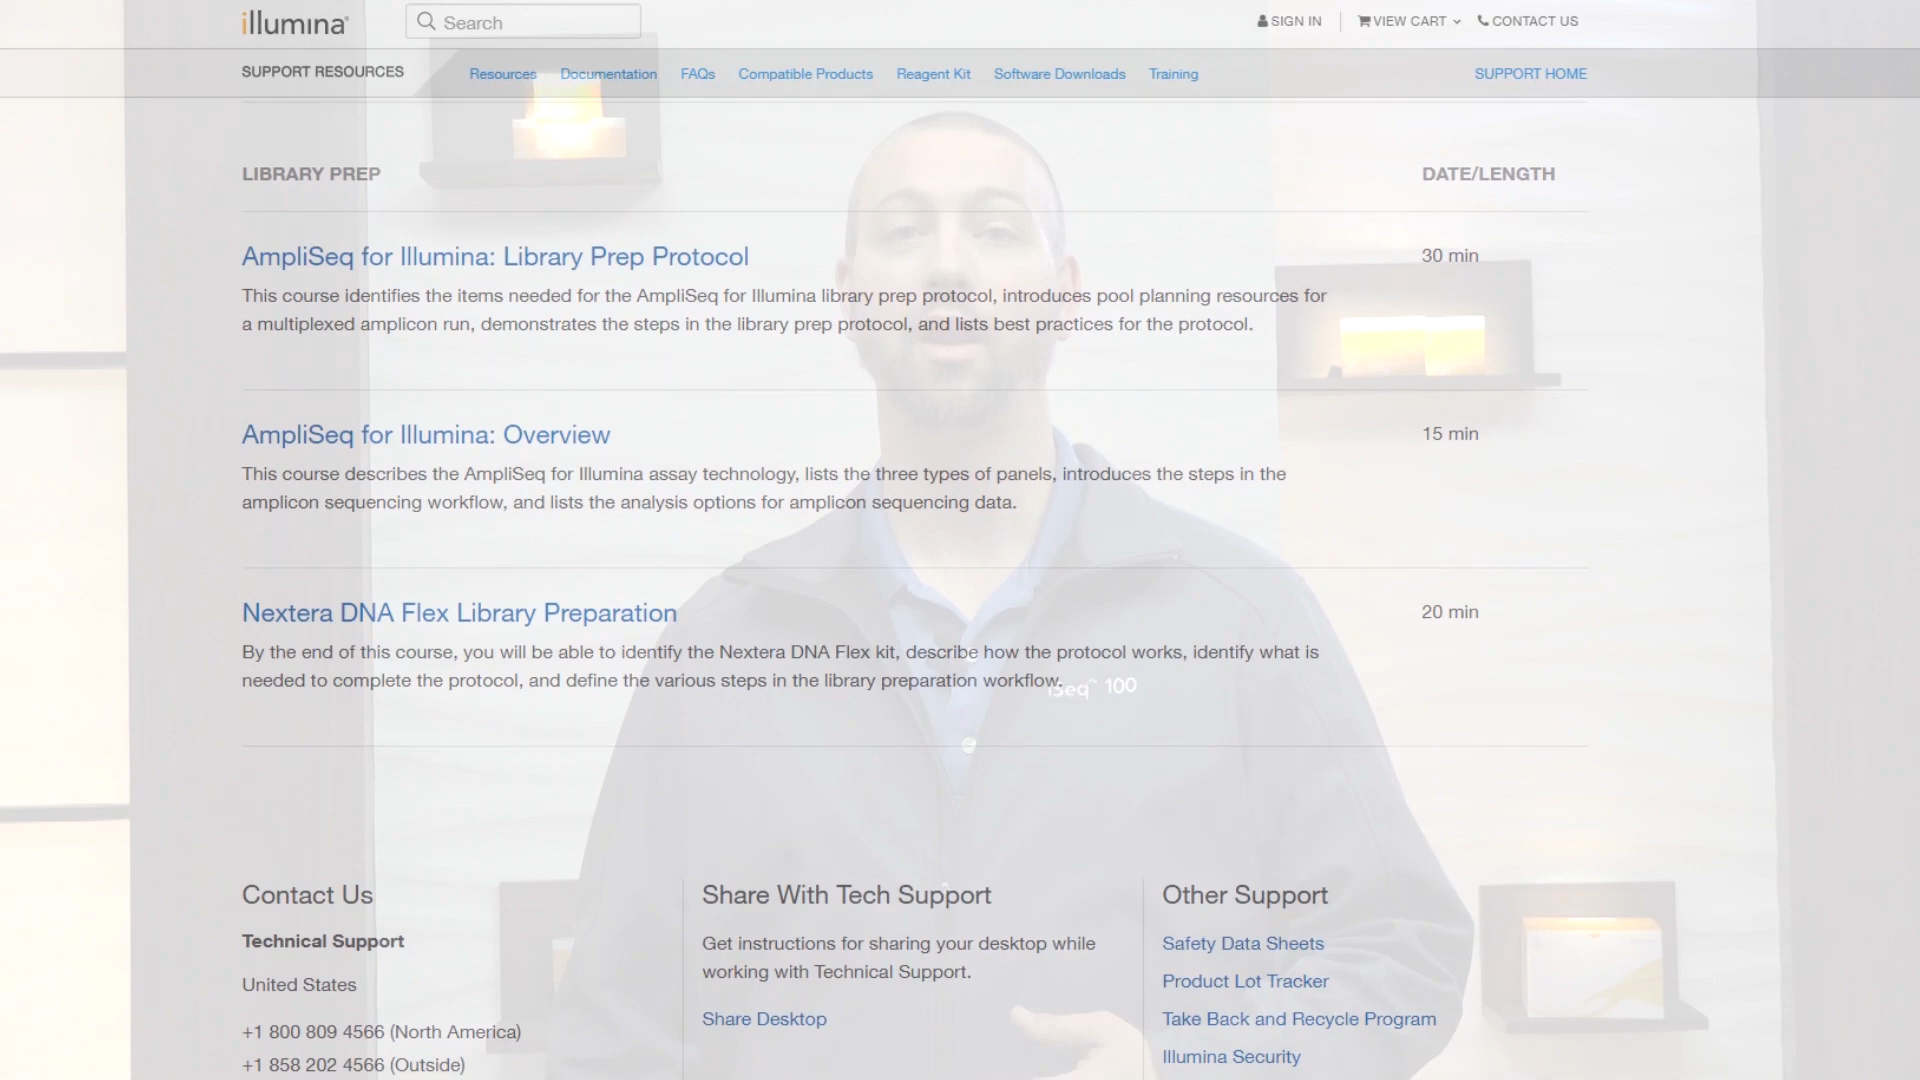 illumina
Search
SIGN IN
VIEW CART
CONTACT US
SUPPORT RESOURCES
Resources
Documentation
FAQs
Compatible Products
Reagent Kit
Software Downloads
Training
SUPPORT HOME
LIBRARY PREP
DATE/LENGTH
AmpliSeq for Illumina: Library Prep Protocol
30 min
This course identifies the items needed for the AmpliSeq for Illumina library prep protocol, introduces pool planning resources for
a multiplexed amplicon run, demonstrates the steps in the library prep protocol, and lists best practices for the protocol.
AmpliSeq for Illumina: Overview
15 min
This course describes the AmpliSeq for Illumina assay technology, lists the three types of panels, introduces the steps in the
amplicon sequencing workflow, and lists the analysis options for amplicon sequencing data.
Nextera DNA Flex Library Preparation
20 min
By the end of this course, you will be able to identify the Nextera DNA Flex kit, describe how the protocol works, identify what is
needed to complete the protocol, and define the various steps in the library preparation workflow.
iSeq™ 100
Contact Us
Technical Support
United States
+1 800 809 4566 (North America)
+1 858 202 4566 (Outside)
Share With Tech Support
Get instructions for sharing your desktop while
working with Technical Support.
Share Desktop
Other Support
Safety Data Sheets
Product Lot Tracker
Take Back and Recycle Program
Illumina Security